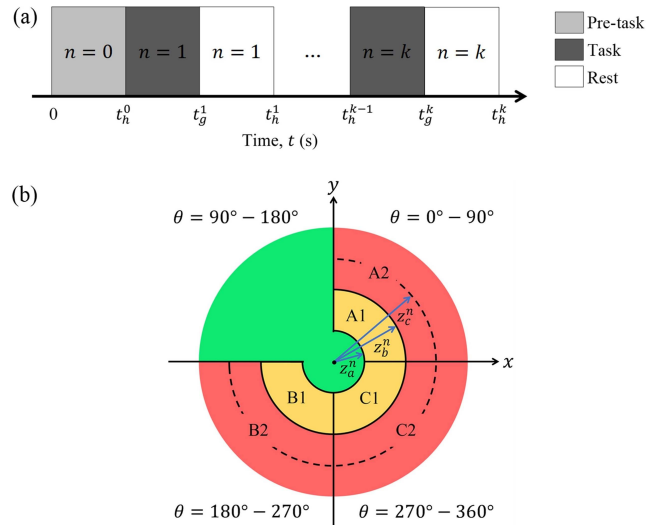 (a)
n = 0
n = 1
n = 1
...
n = k
n = k
Pre-task
Task
Rest
0
t_h^0
t_g^1
t_h^1
t_h^{k−1}
t_g^k
t_h^k
Time, t (s)
(b)
y
θ = 90° − 180°
θ = 0° − 90°
A2
A1
z_c^n
z_b^n
z_a^n
x
B1
C1
B2
C2
θ = 180° − 270°
θ = 270° − 360°